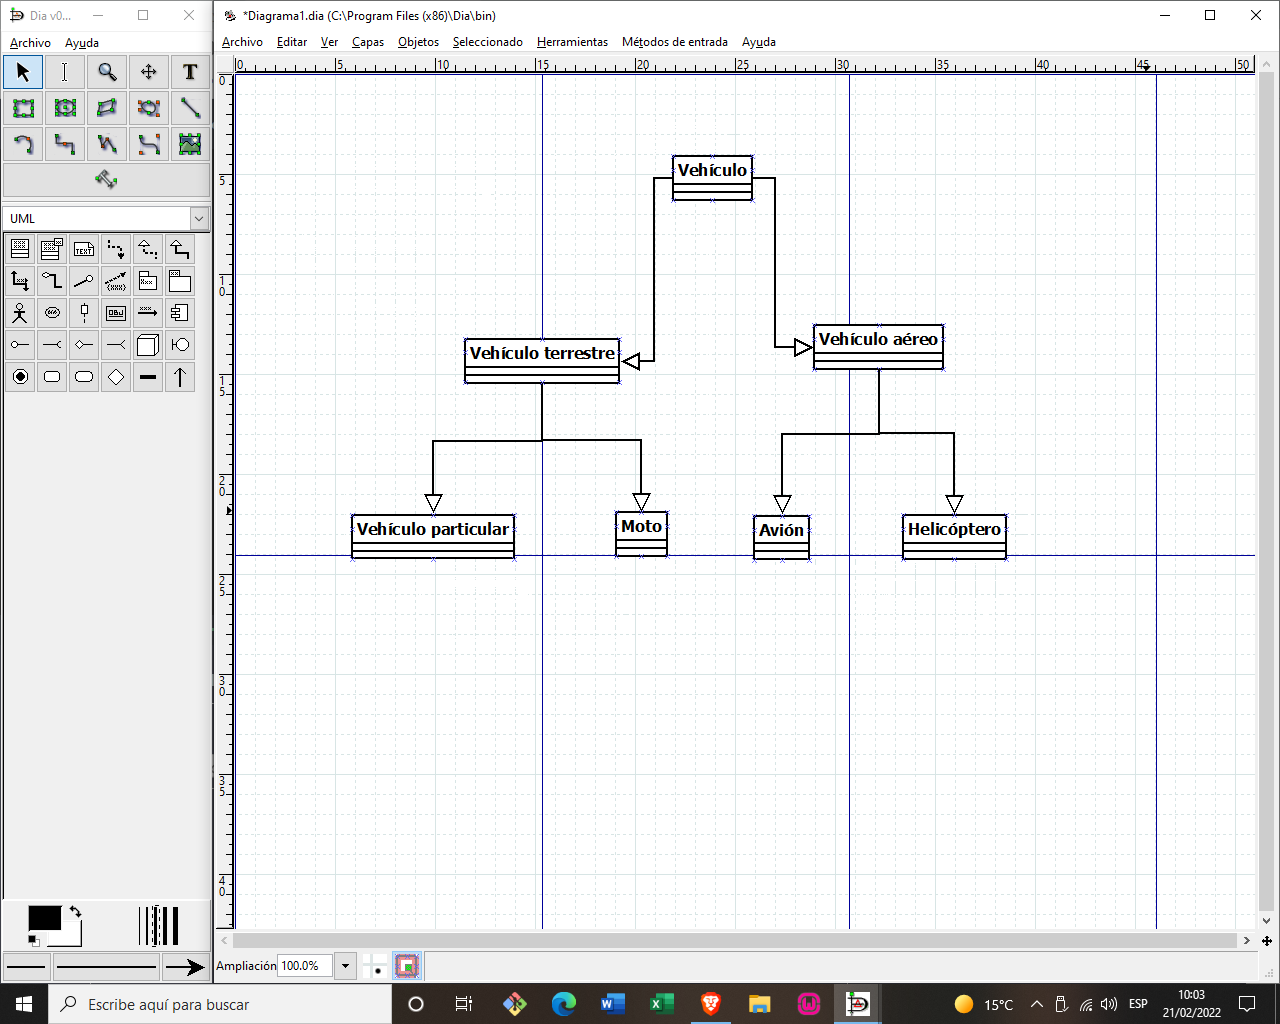 Dia v0...
Archivo Ayuda
UML
*Diagrama1.dia (C:\Program Files (x86)\Dia\bin)
Archivo Editar Ver Capas Objetos Seleccionado Herramientas Métodos de entrada Ayuda
0 5 10 15 20 25 30 35 40 45 50
0
5
10
15
20
25
30
35
40
Vehículo
Vehículo terrestre
Vehículo aéreo
Vehículo particular
Moto
Avión
Helicóptero
Ampliación 100.0%
Escribe aquí para buscar
15°C
ESP
10:03
21/02/2022